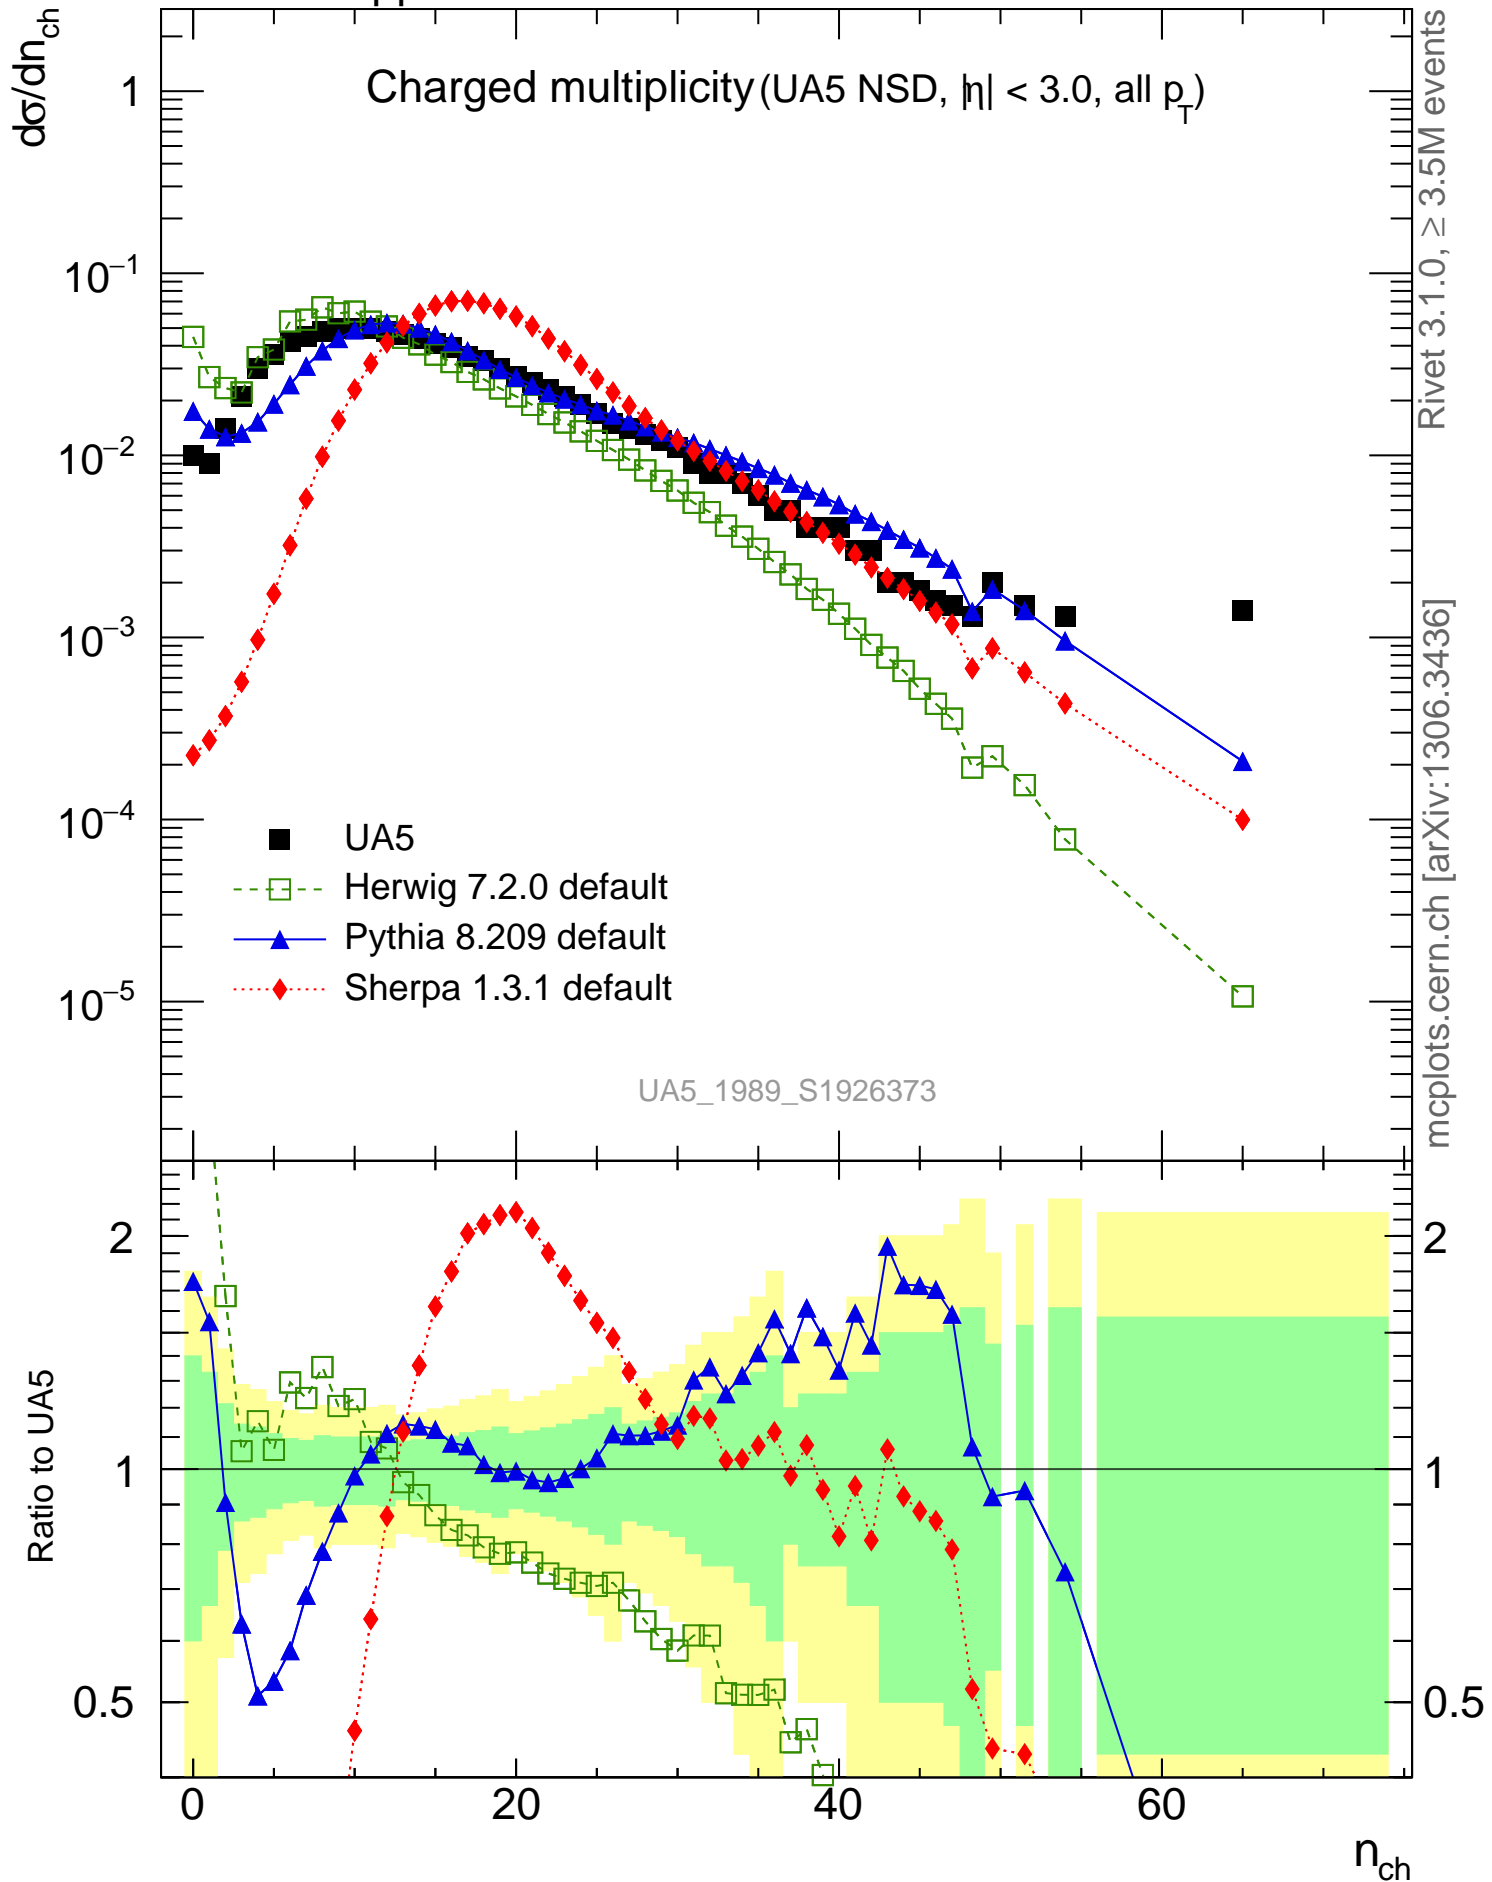 dσ/dn_ch
Charged multiplicity (UA5 NSD, |η| < 3.0, all p_T)
1
10⁻¹
10⁻²
10⁻³
10⁻⁴
10⁻⁵
UA5
Herwig 7.2.0 default
Pythia 8.209 default
Sherpa 1.3.1 default
UA5_1989_S1926373
Rivet 3.1.0, ≥ 3.5M events
mcplots.cern.ch [arXiv:1306.3436]
Ratio to UA5
2
1
0.5
2
1
0.5
0 20 40 60
n_ch